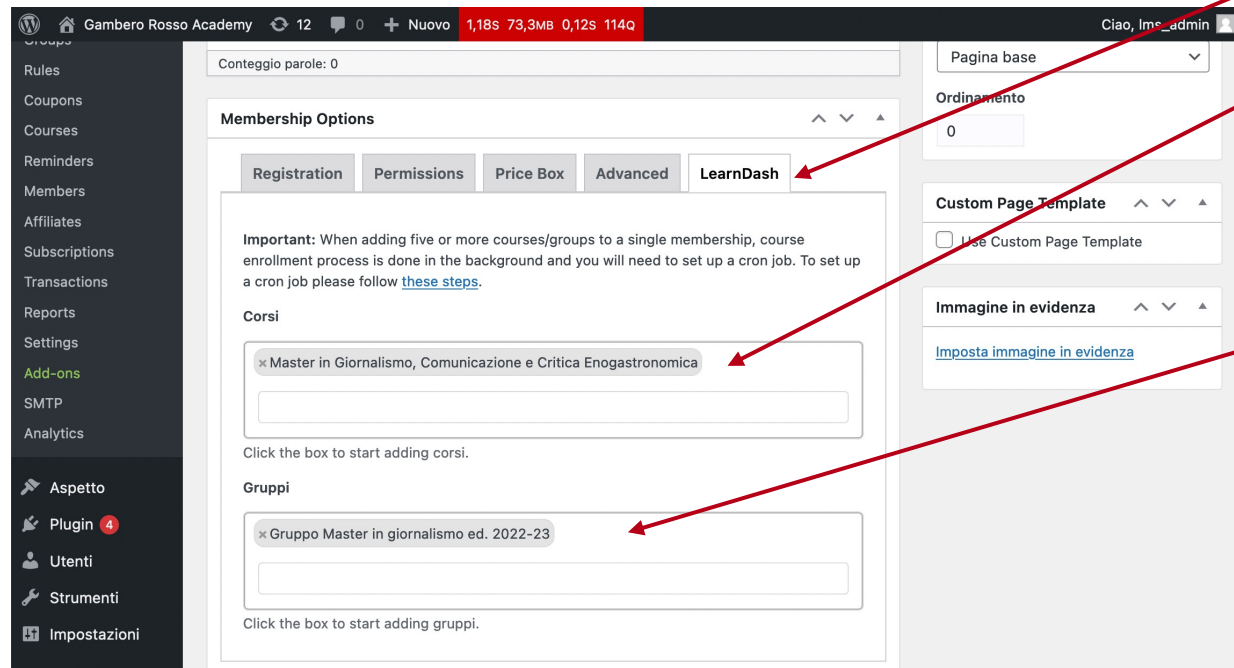 Gambero Rosso Academy 12 0 + Nuovo 1,18s 73,3MB 0,12s 114Q Ciao, lms_admin
Groups
Rules
Coupons
Courses
Reminders
Members
Affiliates
Subscriptions
Transactions
Reports
Settings
Add-ons
SMTP
Analytics
Aspetto
Plugin 4
Utenti
Strumenti
Impostazioni
Conteggio parole: 0
Membership Options
Registration Permissions Price Box Advanced LearnDash
Important: When adding five or more courses/groups to a single membership, course
enrollment process is done in the background and you will need to set up a cron job. To set up
a cron job please follow these steps.
Corsi
× Master in Giornalismo, Comunicazione e Critica Enogastronomica
Click the box to start adding corsi.
Gruppi
× Gruppo Master in giornalismo ed. 2022-23
Click the box to start adding gruppi.
Pagina base
Ordinamento
0
Custom Page Template
Use Custom Page Template
Immagine in evidenza
Imposta immagine in evidenza